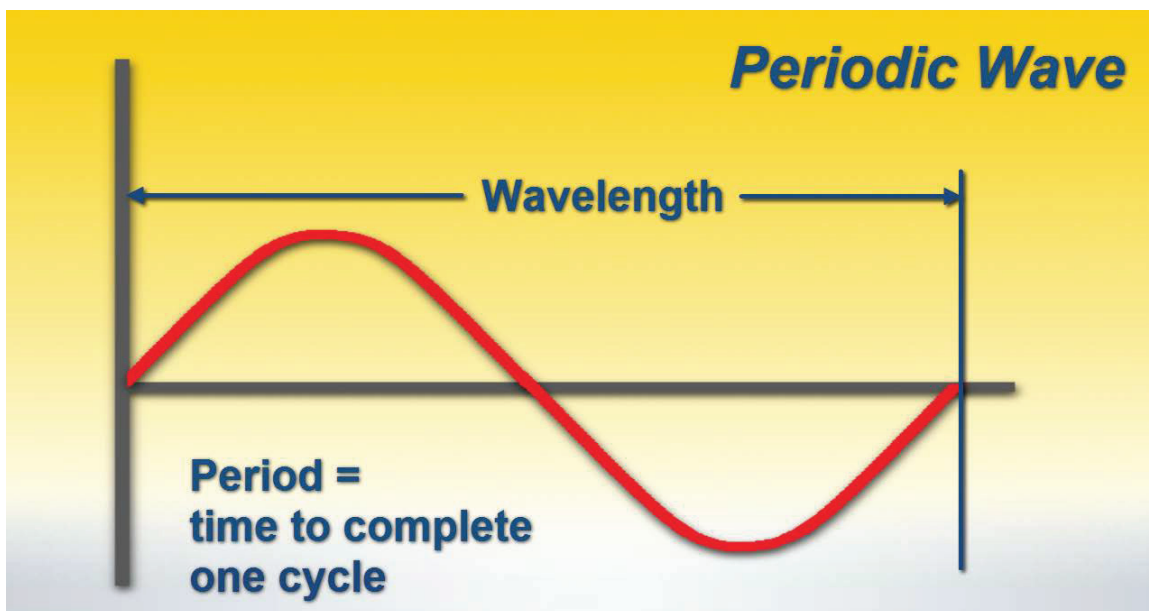 Periodic Wave
Wavelength
Period =
time to complete
one cycle